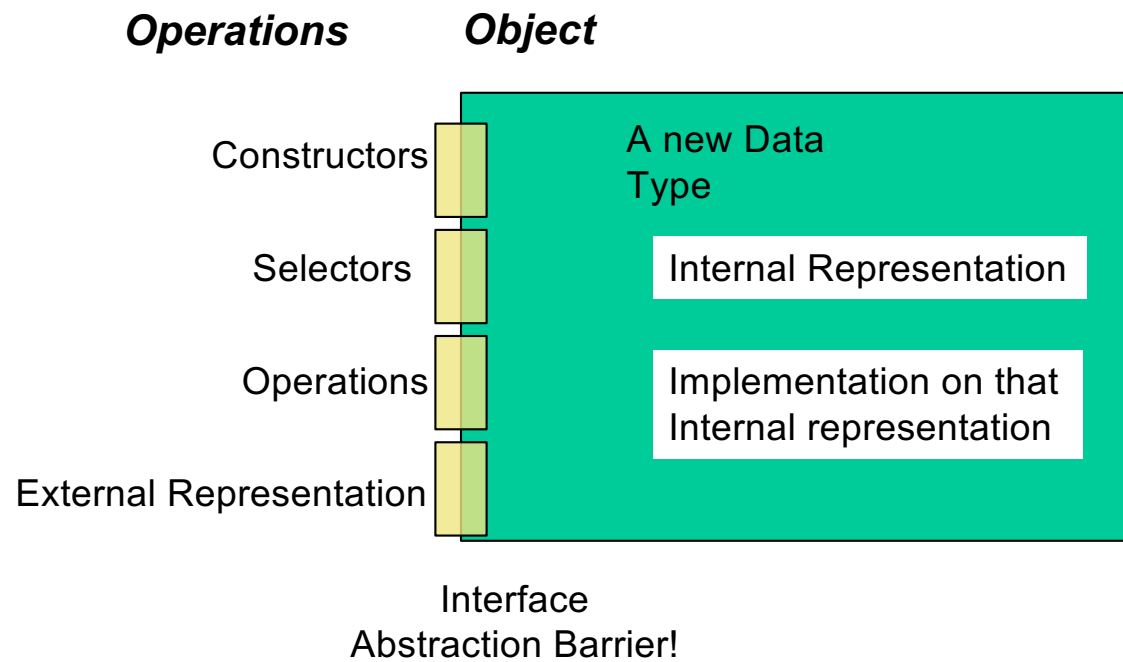 Operations
Object
Constructors
A new Data
Type
Selectors
Internal Representation
Operations
Implementation on that
Internal representation
External Representation
Interface
Abstraction Barrier!